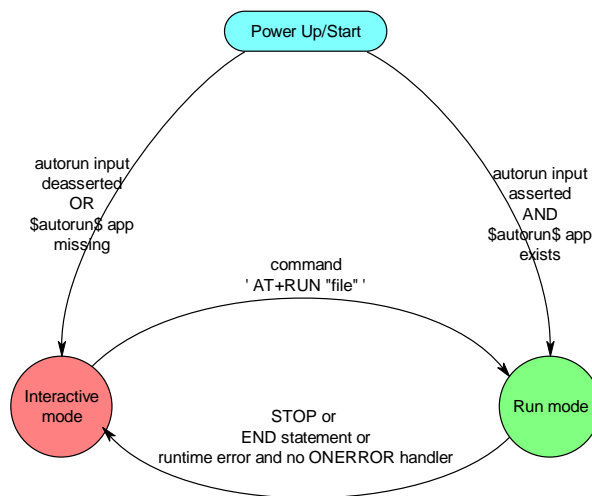 Power Up/Start
autorun input
deasserted
OR
$autorun$ app
missing
autorun input
asserted
AND
$autorun$ app
exists
command
' AT+RUN "file" '
Interactive
mode
Run mode
STOP or
END statement or
runtime error and no ONERROR handler